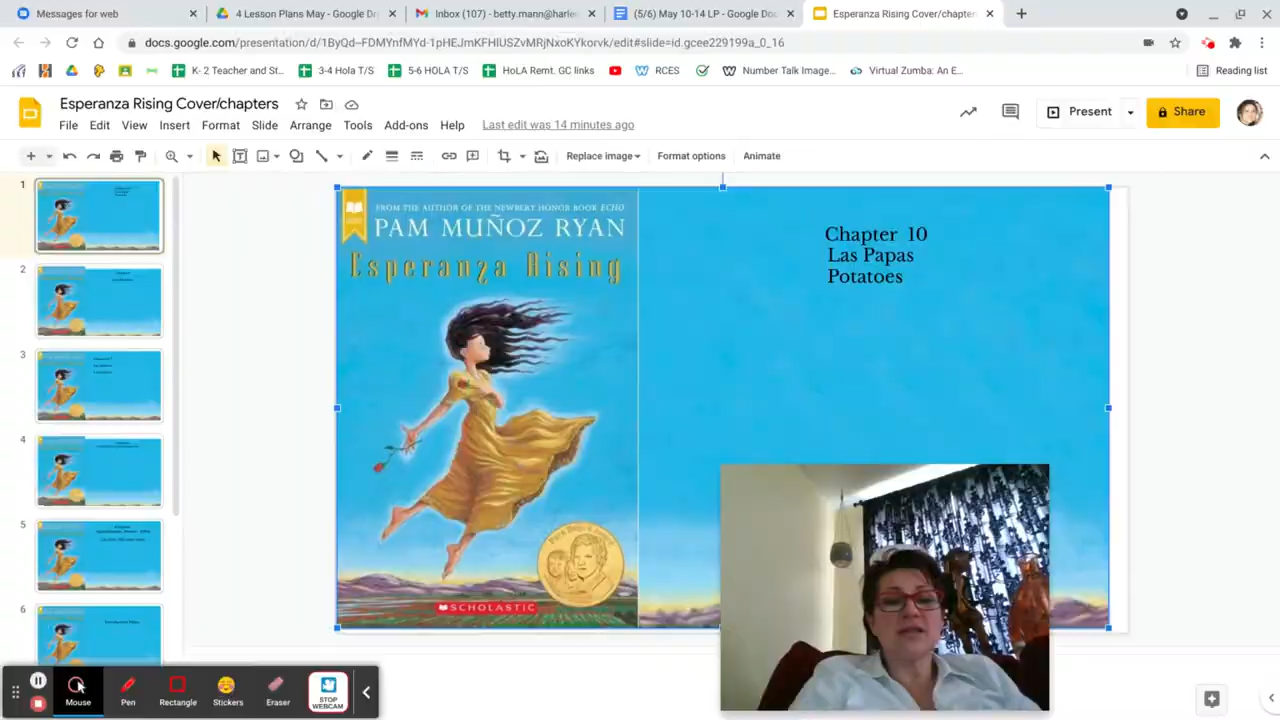 Messages for web
4 Lesson Plans May - Google Dr
Inbox (107) - betty.mann@harle
(5/6) May 10-14 LP - Google Doc
Esperanza Rising Cover/chapter
docs.google.com/presentation/d/1ByQd--FDMYnfMYd-1pHEJmKFHIUSZvMRjNxoKYkorvk/edit#slide=id.gcee229199a_0_16
K- 2 Teacher and St...
3-4 Hola T/S
5-6 HOLA T/S
HoLA Remt. GC links
RCES
Number Talk Image...
Virtual Zumba: An E...
Reading list
Esperanza Rising Cover/chapters
File Edit View Insert Format Slide Arrange Tools Add-ons Help Last edit was 14 minutes ago
Present
Share
Replace image
Format options
Animate
1
2
3
4
5
6
FROM THE AUTHOR OF THE NEWBERY HONOR BOOK ECHO
PAM MUÑOZ RYAN
Esperanza Rising
SCHOLASTIC
Chapter 10
Las Papas
Potatoes
Mouse
Pen
Rectangle
Stickers
Eraser
STOP
WEBCAM